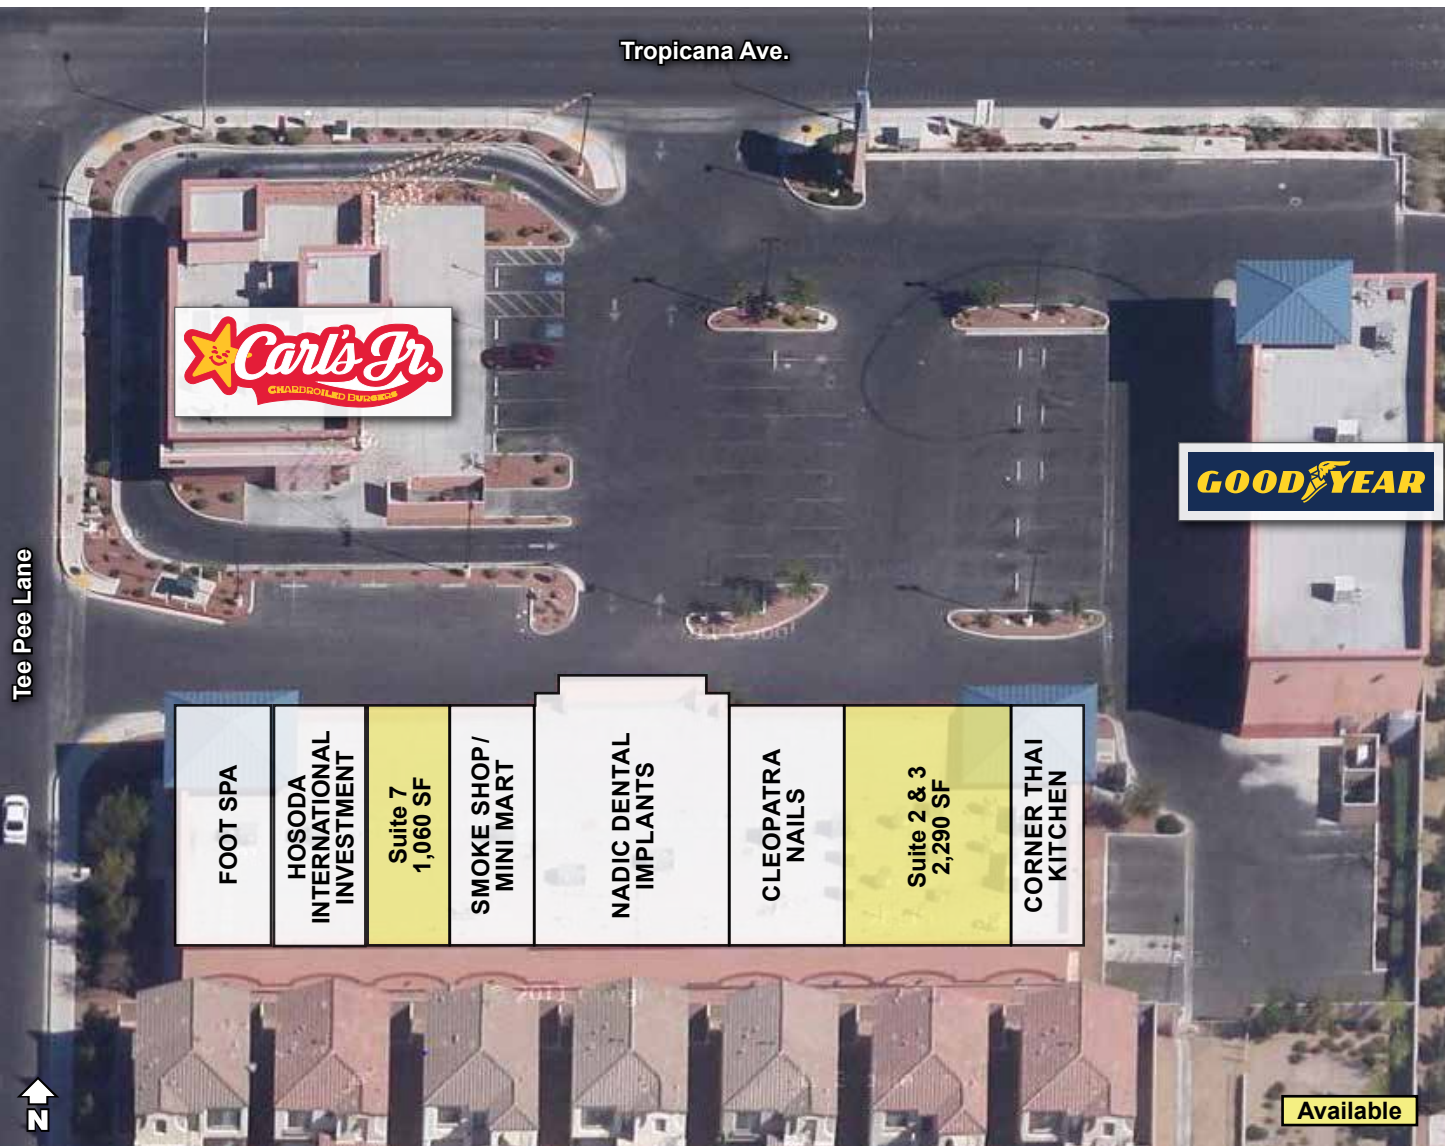 Tropicana Ave.
Carl's Jr.
CHARBROILED BURGERS
GOODYEAR
Tee Pee Lane
FOOT SPA
HOSODA
INTERNATIONAL
INVESTMENT
Suite 7
1,060 SF
SMOKE SHOP/
MINI MART
NADIC DENTAL
IMPLANTS
CLEOPATRA
NAILS
Suite 2 & 3
2,290 SF
CORNER THAI
KITCHEN
N
Available